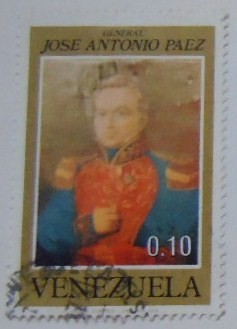 GENERAL
JOSE ANTONIO PAEZ
0.10
VENEZUELA